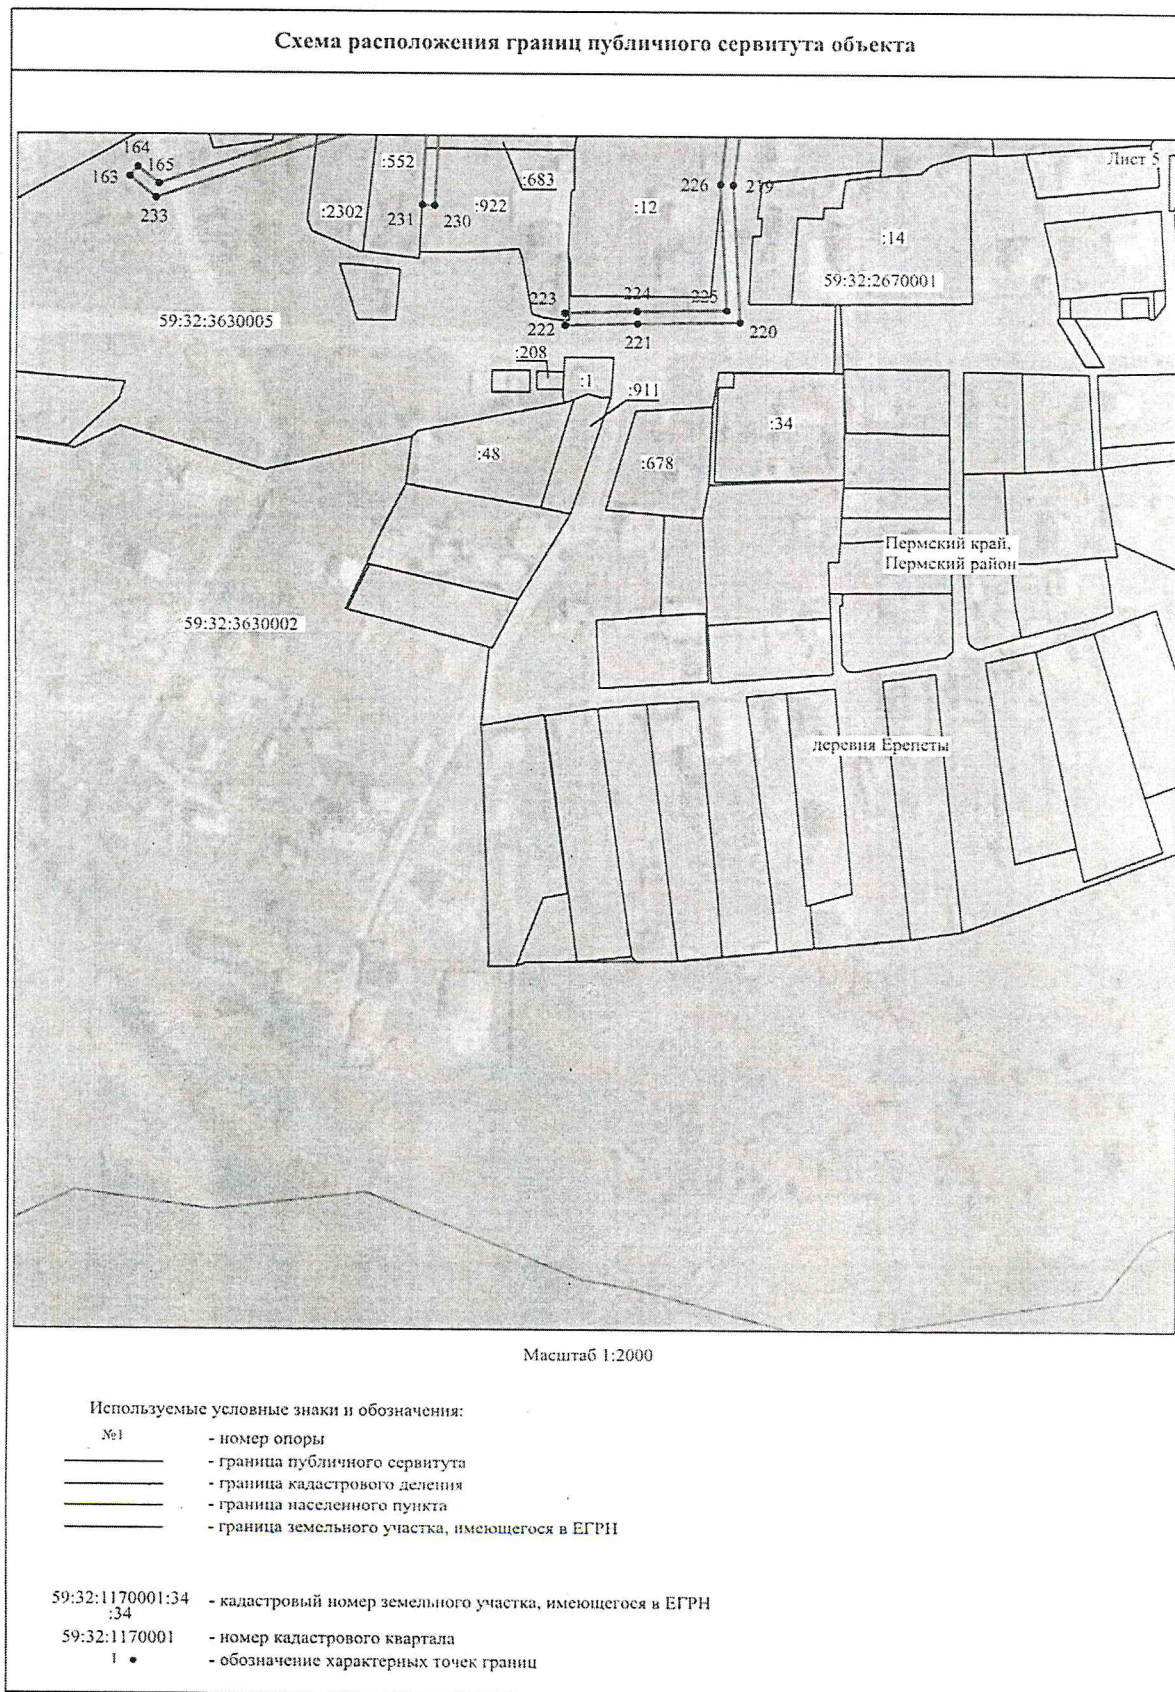 Схема расположения границ публичного сервитута объекта
Лист 5
164
165
163
233
:552
:683
:2302
231
230
:922
:12
226
219
:14
59:32:2670001
59:32:3630005
223
224
225
222
221
220
:208
:1
:911
:34
:48
:678
Пермский край,
Пермский район
59:32:3630002
деревня Ерепеты
Масштаб 1:2000
Используемые условные знаки и обозначения:
№1 - номер опоры
- граница публичного сервитута
- граница кадастрового деления
- граница населенного пункта
- граница земельного участка, имеющегося в ЕГРН
59:32:1170001:34 - кадастровый номер земельного участка, имеющегося в ЕГРН
:34
59:32:1170001 - номер кадастрового квартала
1 • - обозначение характерных точек границ